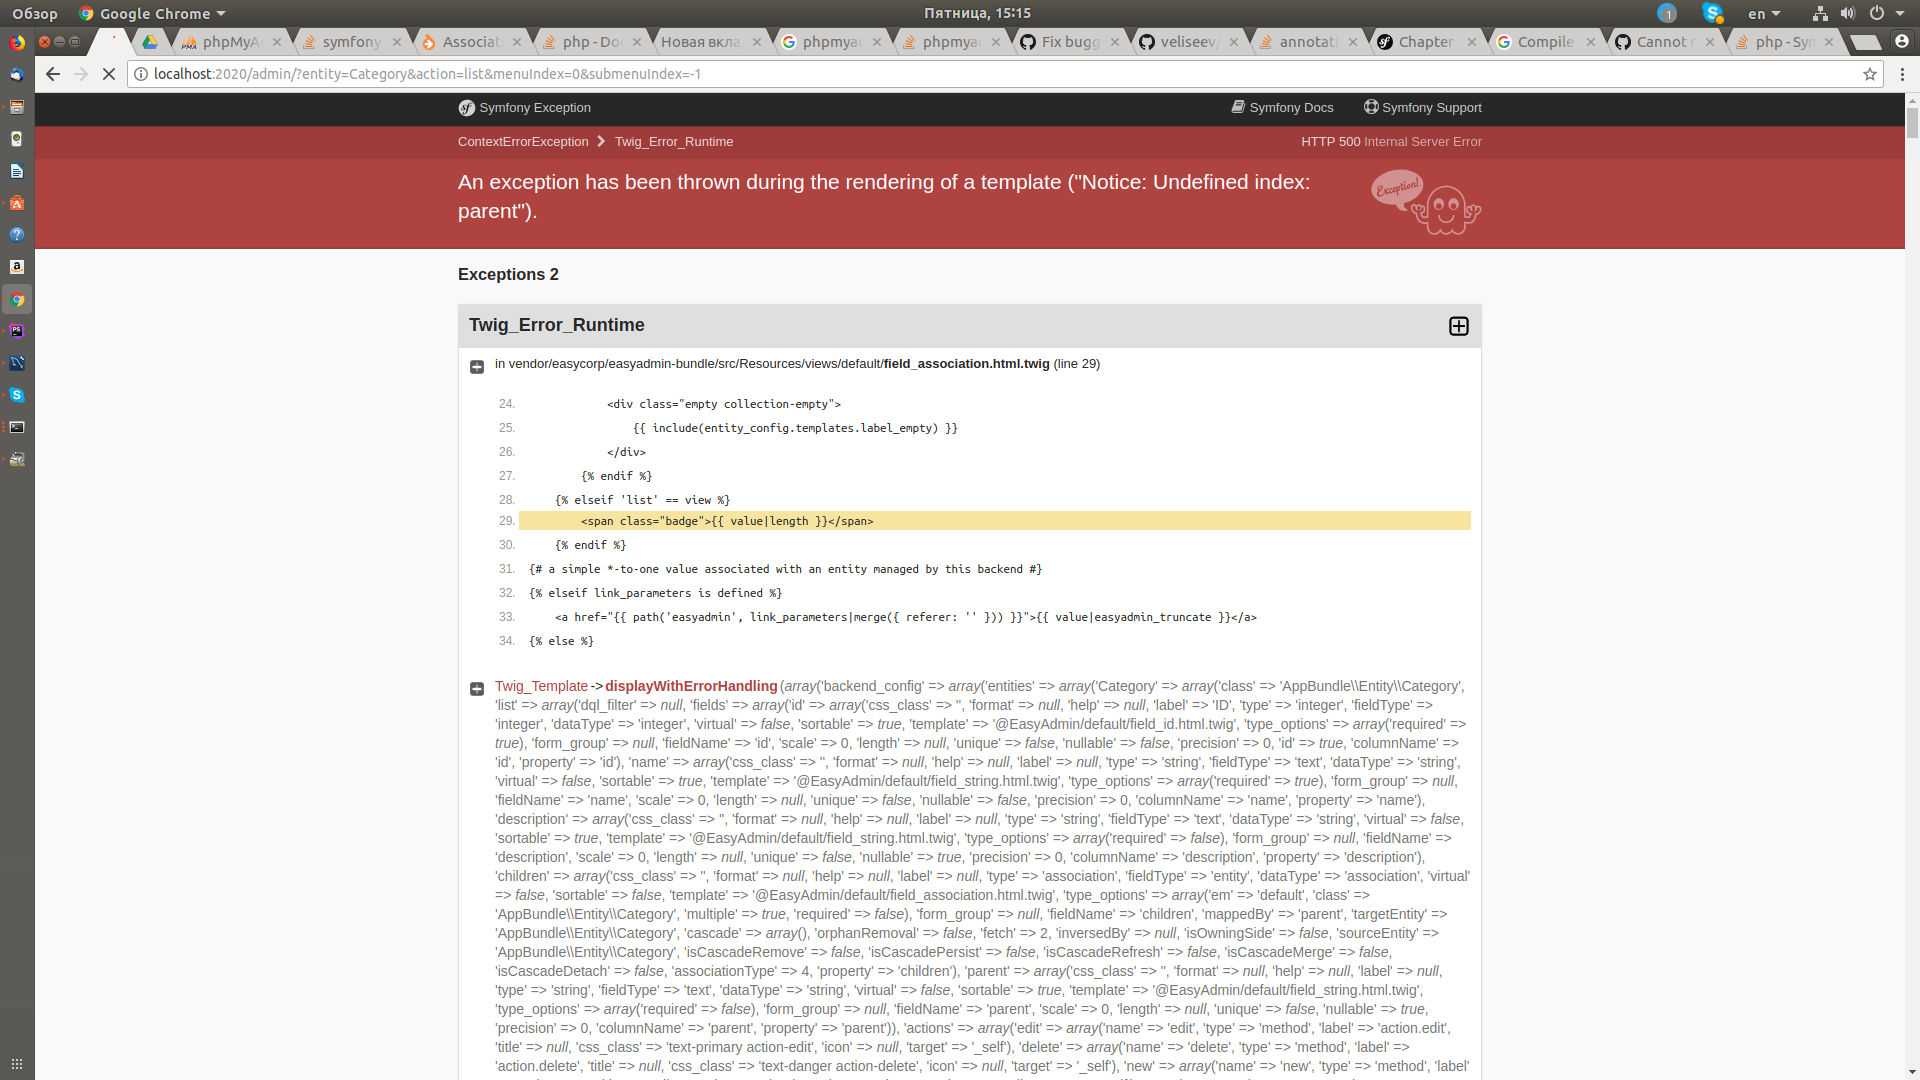 Обзор
Google Chrome
Пятница, 15:15
1
en
phpMyA
symfony
Associat
php - Do
Новая вкла
phpmyac
phpmya
Fix bugg
veliseev/
annotati
Chapter
Compile
Cannot r
php - Sym
localhost:2020/admin/?entity=Category&action=list&menuIndex=0&submenuIndex=-1
Symfony Exception
Symfony Docs
Symfony Support
ContextErrorException
Twig_Error_Runtime
HTTP 500 Internal Server Error
An exception has been thrown during the rendering of a template ("Notice: Undefined index:
parent").
Exception!
Exceptions 2
Twig_Error_Runtime
in vendor/easycorp/easyadmin-bundle/src/Resources/views/default/field_association.html.twig (line 29)
24. <div class="empty collection-empty">
25. {{ include(entity_config.templates.label_empty) }}
26. </div>
27. {% endif %}
28. {% elseif 'list' == view %}
29. <span class="badge">{{ value|length }}</span>
30. {% endif %}
31. {# a simple *-to-one value associated with an entity managed by this backend #}
32. {% elseif link_parameters is defined %}
33. <a href="{{ path('easyadmin', link_parameters|merge({ referer: '' })) }}">{{ value|easyadmin_truncate }}</a>
34. {% else %}
Twig_Template->displayWithErrorHandling(array('backend_config' => array('entities' => array('Category' => array('class' => 'AppBundle\\Entity\\Category',
'list' => array('dql_filter' => null, 'fields' => array('id' => array('css_class' => '', 'format' => null, 'help' => null, 'label' => 'ID', 'type' => 'integer', 'fieldType' =>
'integer', 'dataType' => 'integer', 'virtual' => false, 'sortable' => true, 'template' => '@EasyAdmin/default/field_id.html.twig', 'type_options' => array('required' =>
true), 'form_group' => null, 'fieldName' => 'id', 'scale' => 0, 'length' => null, 'unique' => false, 'nullable' => false, 'precision' => 0, 'id' => true, 'columnName' =>
'id', 'property' => 'id'), 'name' => array('css_class' => '', 'format' => null, 'help' => null, 'label' => null, 'type' => 'string', 'fieldType' => 'text', 'dataType' => 'string',
'virtual' => false, 'sortable' => true, 'template' => '@EasyAdmin/default/field_string.html.twig', 'type_options' => array('required' => true), 'form_group' => null,
'fieldName' => 'name', 'scale' => 0, 'length' => null, 'unique' => false, 'nullable' => false, 'precision' => 0, 'columnName' => 'name', 'property' => 'name'),
'description' => array('css_class' => '', 'format' => null, 'help' => null, 'label' => null, 'type' => 'string', 'fieldType' => 'text', 'dataType' => 'string', 'virtual' => false,
'sortable' => true, 'template' => '@EasyAdmin/default/field_string.html.twig', 'type_options' => array('required' => false), 'form_group' => null, 'fieldName' =>
'description', 'scale' => 0, 'length' => null, 'unique' => false, 'nullable' => true, 'precision' => 0, 'columnName' => 'description', 'property' => 'description'),
'children' => array('css_class' => '', 'format' => null, 'help' => null, 'label' => null, 'type' => 'association', 'fieldType' => 'entity', 'dataType' => 'association', 'virtual'
=> false, 'sortable' => false, 'template' => '@EasyAdmin/default/field_association.html.twig', 'type_options' => array('em' => 'default', 'class' =>
'AppBundle\\Entity\\Category', 'multiple' => true, 'required' => false), 'form_group' => null, 'fieldName' => 'children', 'mappedBy' => 'parent', 'targetEntity' =>
'AppBundle\\Entity\\Category', 'cascade' => array(), 'orphanRemoval' => false, 'fetch' => 2, 'inversedBy' => null, 'isOwningSide' => false, 'sourceEntity' =>
'AppBundle\\Entity\\Category', 'isCascadeRemove' => false, 'isCascadePersist' => false, 'isCascadeRefresh' => false, 'isCascadeMerge' => false,
'isCascadeDetach' => false, 'associationType' => 4, 'property' => 'children'), 'parent' => array('css_class' => '', 'format' => null, 'help' => null, 'label' => null,
'type' => 'string', 'fieldType' => 'text', 'dataType' => 'string', 'virtual' => false, 'sortable' => true, 'template' => '@EasyAdmin/default/field_string.html.twig',
'type_options' => array('required' => false), 'form_group' => null, 'fieldName' => 'parent', 'scale' => 0, 'length' => null, 'unique' => false, 'nullable' => true,
'precision' => 0, 'columnName' => 'parent', 'property' => 'parent')), 'actions' => array('edit' => array('name' => 'edit', 'type' => 'method', 'label' => 'action.edit',
'title' => null, 'css_class' => 'text-primary action-edit', 'icon' => null, 'target' => '_self'), 'delete' => array('name' => 'delete', 'type' => 'method', 'label' =>
'action.delete', 'title' => null, 'css_class' => 'text-danger action-delete', 'icon' => null, 'target' => '_self'), 'new' => array('name' => 'new', 'type' => 'method', 'label'